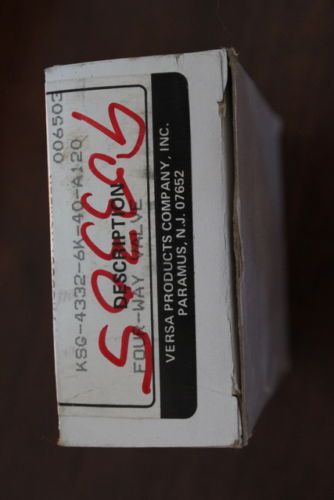 006503
KSG-4332-6K-40-A120
DESCRIPTION
FOUR-WAY VALVE
VERSA PRODUCTS COMPANY, INC.
PARAMUS, N.J. 07652